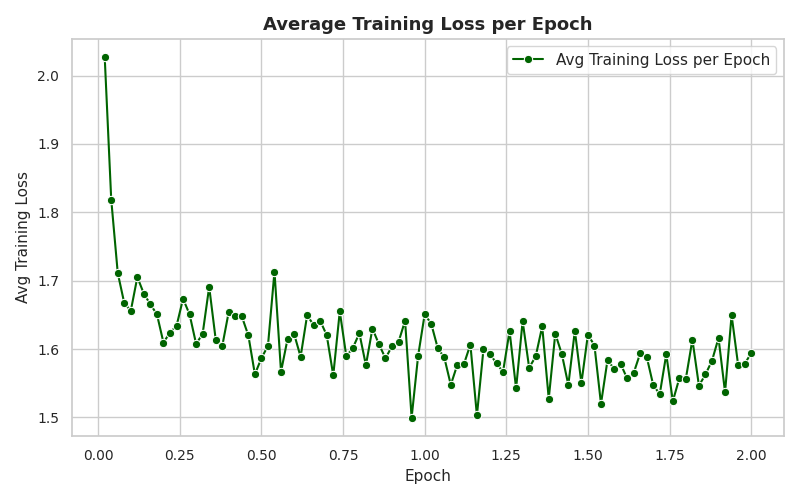 Average Training Loss per Epoch
Avg Training Loss per Epoch
Avg Training Loss
2.0
1.9
1.8
1.7
1.6
1.5
0.00 0.25 0.50 0.75 1.00 1.25 1.50 1.75 2.00
Epoch